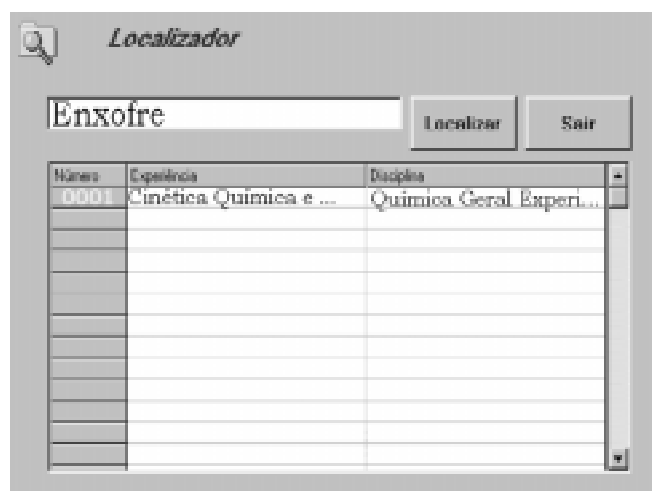 Localizador
Enxofre
Localizar Sair
Número Experiência Disciplina
0001 Cinética Química e ... Química Geral Experi...